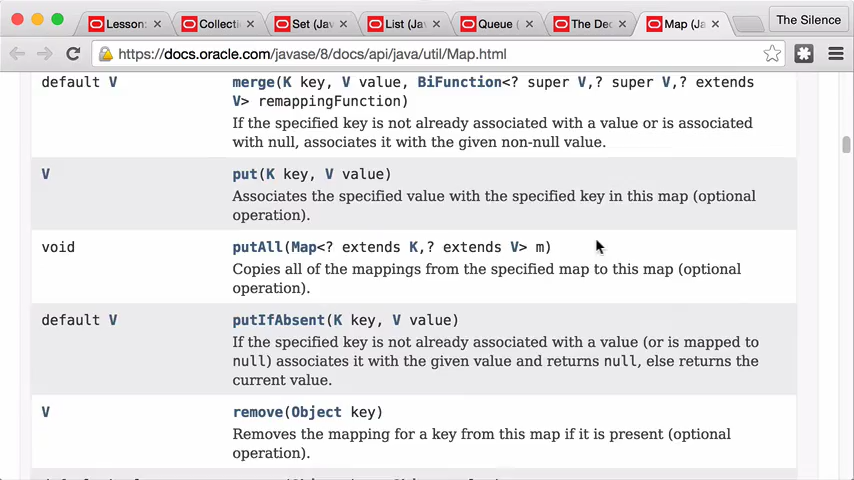 Lesson:
Collecti
Set (Jav
List (Jav
Queue (
The Dec
Map (Ja
The Silence
https://docs.oracle.com/javase/8/docs/api/java/util/Map.html
default V
merge(K key, V value, BiFunction<? super V,? super V,? extends
V> remappingFunction)
If the specified key is not already associated with a value or is associated
with null, associates it with the given non-null value.
V
put(K key, V value)
Associates the specified value with the specified key in this map (optional
operation).
void
putAll(Map<? extends K,? extends V> m)
Copies all of the mappings from the specified map to this map (optional
operation).
default V
putIfAbsent(K key, V value)
If the specified key is not already associated with a value (or is mapped to
null) associates it with the given value and returns null, else returns the
current value.
V
remove(Object key)
Removes the mapping for a key from this map if it is present (optional
operation).